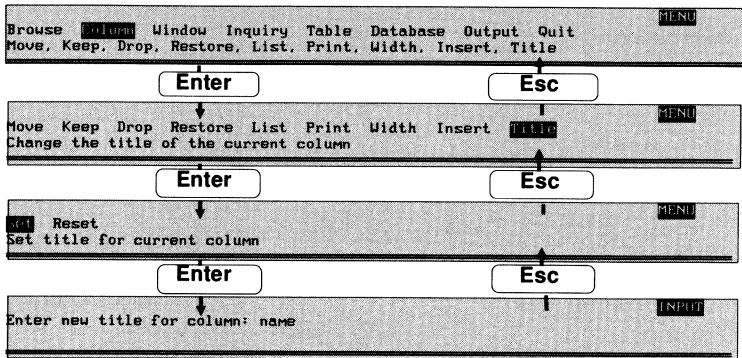 MENU
Browse Column Window Inquiry Table Database Output Quit
Move, Keep, Drop, Restore, List, Print, Width, Insert, Title
Enter Esc
MENU
Move Keep Drop Restore List Print Width Insert Title
Change the title of the current column
Enter Esc
MENU
Set Reset
Set title for current column
Enter Esc
INPUT
Enter new title for column: name